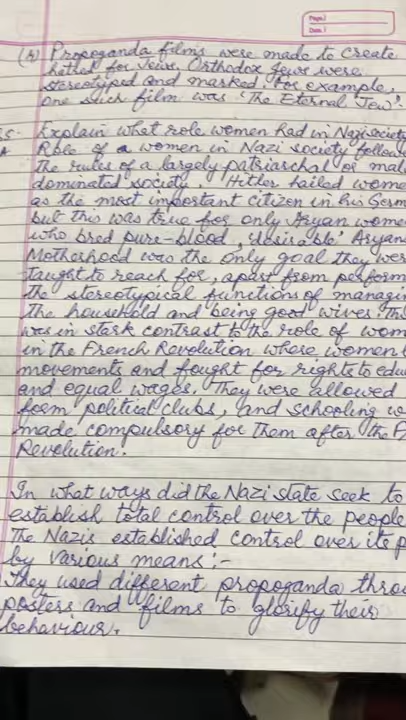 Page:
Date:
(4) Propoganda films were made to create
hatred for Jews. Orthodox Jews were
stereotyped and marked. For example,
one such film was 'The Eternal Jew'.
5. Explain what role women had in Nazi society
A Role of a women in Nazi society follow
the rules of a largely patriarchal or male
dominated society. Hitler hailed wome
as the most important citizen in his Germ
but this was true for only Aryan wome
who bred pure-blood, 'desirable' Aryans
Motherhood was the only goal they wer
taught to reach for, apart from perform
the stereotypical functions of managin
the household and being good wives. Th
was in stark contrast to the role of wom
in the French Revolution where women
movements and fought for rights to edu
and equal wages. They were allowed
form political clubs, and schooling w
made compulsory for them after the F
Revolution.
In what ways did the Nazi state seek to
establish total control over the people
The Nazis established control over its p
by various means :-
They used different propoganda throu
posters and films to glorify their
behaviour.